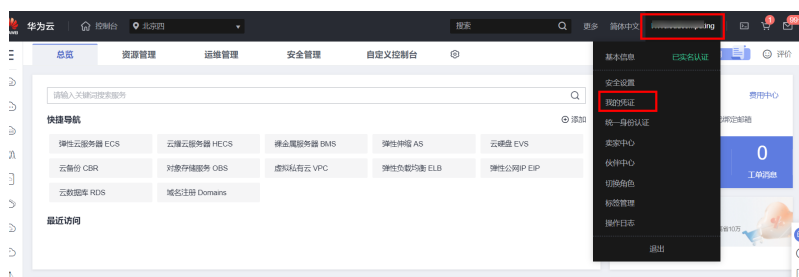 华为云 控制台 北京四 搜索 更多 简体中文
总览 资源管理 运维管理 安全管理 自定义控制台 评价
基本信息 已实名认证
安全设置
我的凭证
统一身份认证
卖家中心
伙伴中心
切换角色
标签管理
操作日志
退出
请输入关键词搜索服务
费用中心
快捷导航 添加
绑定邮箱
弹性云服务器 ECS 云耀云服务器 HECS 裸金属服务器 BMS 弹性伸缩 AS 云硬盘 EVS
云备份 CBR 对象存储服务 OBS 虚拟私有云 VPC 弹性负载均衡 ELB 弹性公网IP EIP
0
工单消息
云数据库 RDS 域名注册 Domains
最近访问
省10万